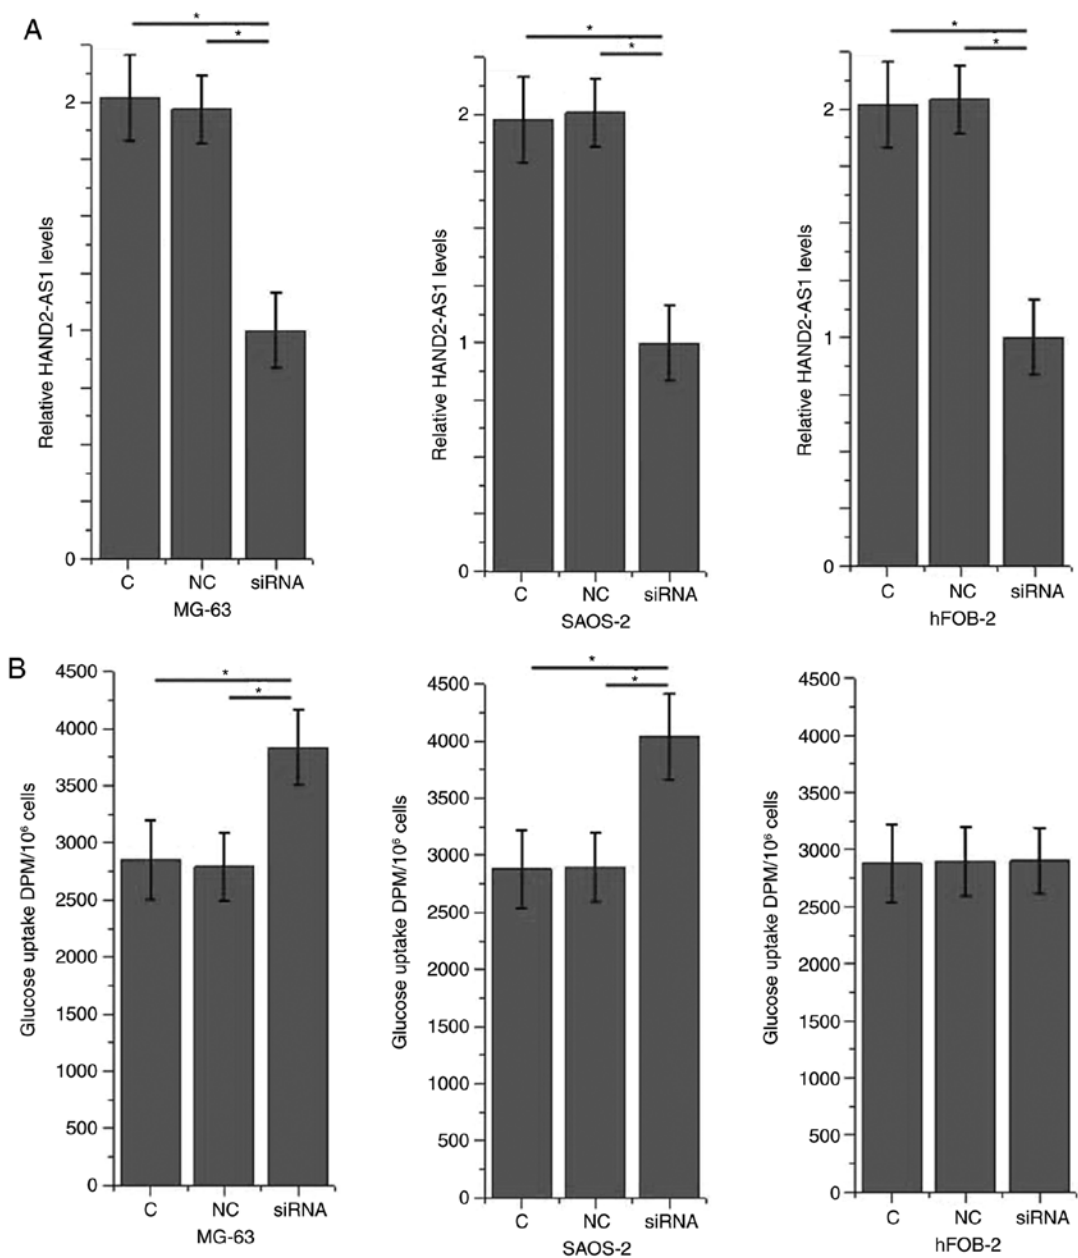 A
* * * * * *
Relative HAND2-AS1 levels
2
1
0
C NC siRNA
MG-63
Relative HAND2-AS1 levels
2
1
0
C NC siRNA
SAOS-2
Relative HAND2-AS1 levels
2
1
0
C NC siRNA
hFOB-2
B
* * * *
Glucose uptake DPM/10⁶ cells
4500
4000
3500
3000
2500
2000
1500
1000
500
0
C NC siRNA
MG-63
Glucose uptake DPM/10⁶ cells
4500
4000
3500
3000
2500
2000
1500
1000
500
0
C NC siRNA
SAOS-2
Glucose uptake DPM/10⁶ cells
4500
4000
3500
3000
2500
2000
1500
1000
500
0
C NC siRNA
hFOB-2